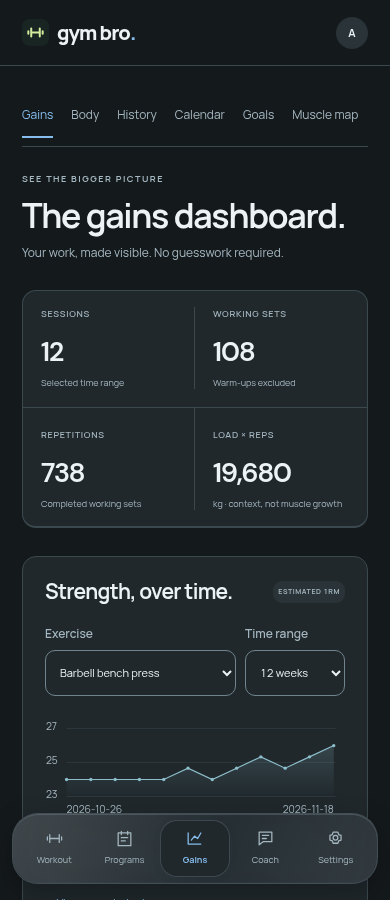 gym bro.
A
Gains Body History Calendar Goals Muscle map
SEE THE BIGGER PICTURE
The gains dashboard.
Your work, made visible. No guesswork required.
SESSIONS WORKING SETS
12 108
Selected time range Warm-ups excluded
REPETITIONS LOAD × REPS
738 19,680
Completed working sets kg · context, not muscle growth
Strength, over time. ESTIMATED 1RM
Exercise Time range
Barbell bench press 12 weeks
27
25
23
2026-10-26 2026-11-18
Workout Programs Gains Coach Settings